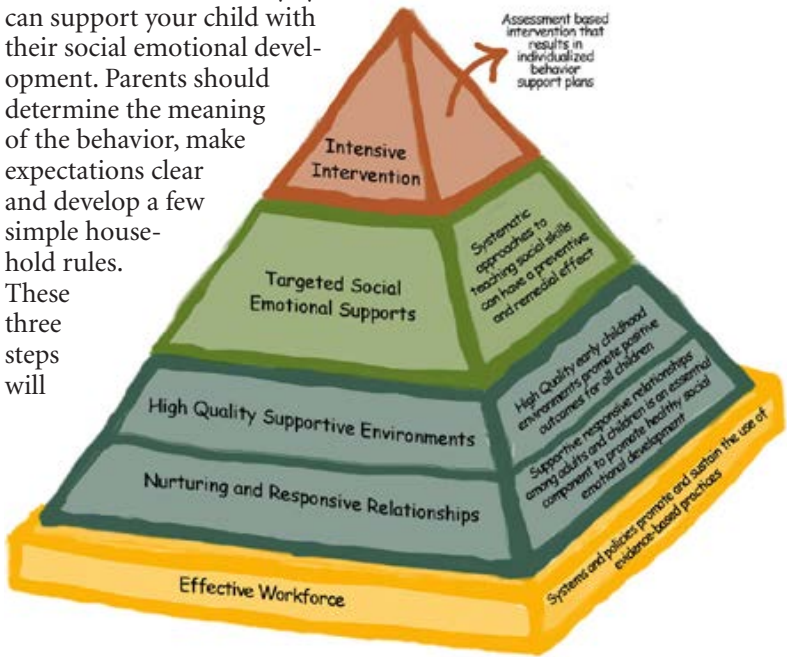 can support your child with
their social emotional devel-
opment. Parents should
determine the meaning
of the behavior, make
expectations clear
and develop a few
simple house-
hold rules.
These
three
steps
will
Assessment based
intervention that
results in
individualized
behavior
support plans
Intensive
Intervention
Targeted Social
Emotional Supports
Systematic
approaches to
teaching social skills
can have a preventive
and remedial effect
High Quality Supportive Environments
High Quality early childhood
environments promote positive
outcomes for all children
Nurturing and Responsive Relationships
Supportive responsive relationships
among adults and children is an essential
component to promote healthy social
emotional development
Effective Workforce
Systems and policies promote and sustain the use of
evidence-based practices